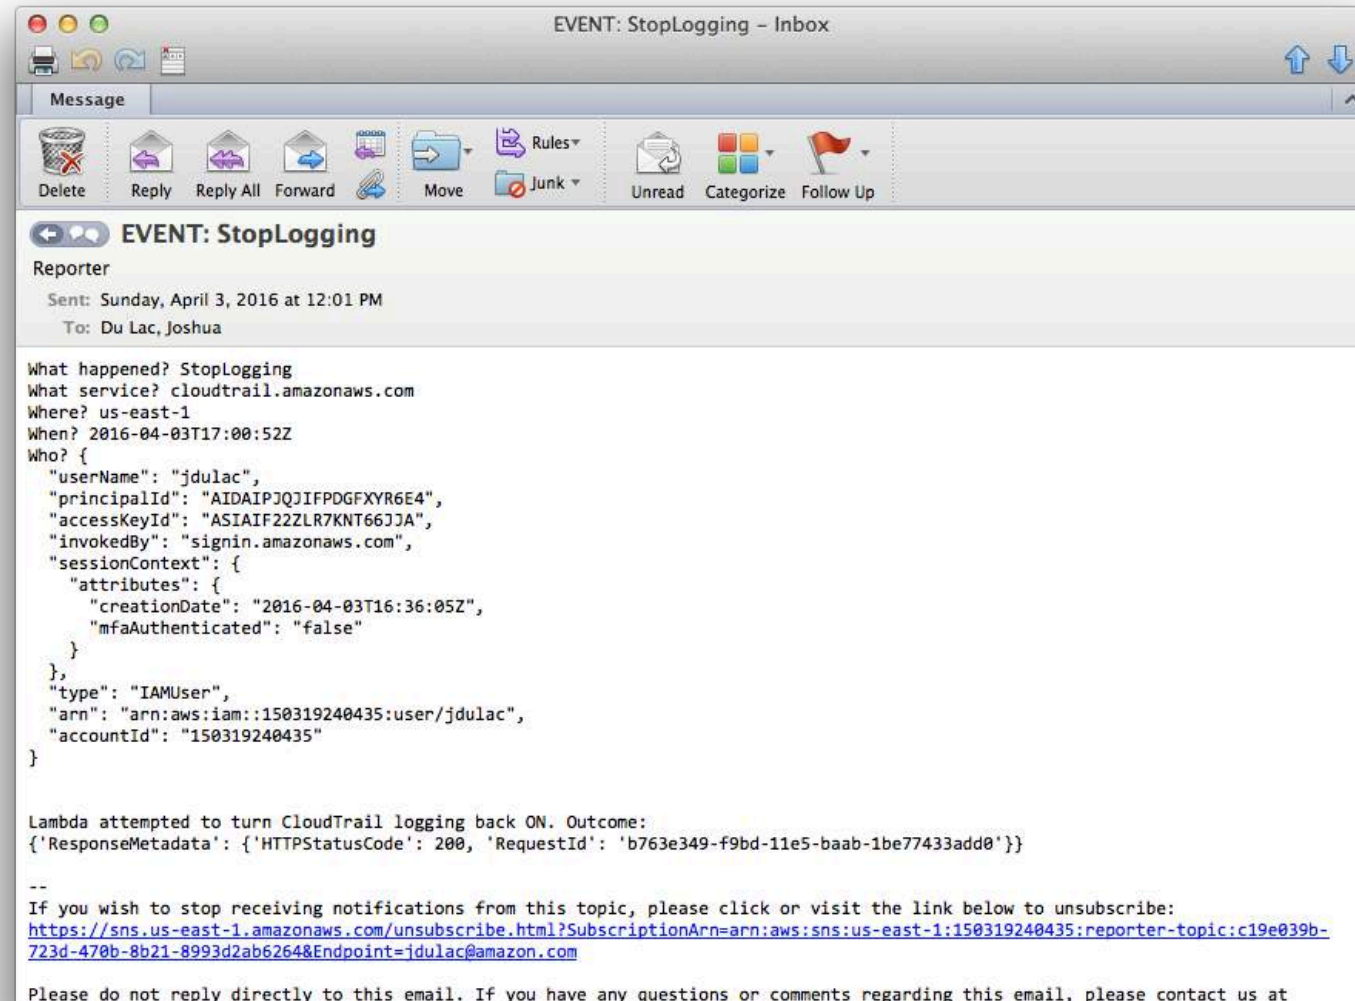 EVENT: StopLogging – Inbox
Message
Delete
Reply
Reply All
Forward
Move
Rules
Junk
Unread
Categorize
Follow Up
EVENT: StopLogging
Reporter
Sent: Sunday, April 3, 2016 at 12:01 PM
To: Du Lac, Joshua
What happened? StopLogging
What service? cloudtrail.amazonaws.com
Where? us-east-1
When? 2016-04-03T17:00:52Z
Who? {
  "userName": "jdulac",
  "principalId": "AIDAIPJQJIFPDGFXYR6E4",
  "accessKeyId": "ASIAIF22ZLR7KNT66JJA",
  "invokedBy": "signin.amazonaws.com",
  "sessionContext": {
    "attributes": {
      "creationDate": "2016-04-03T16:36:05Z",
      "mfaAuthenticated": "false"
    }
  },
  "type": "IAMUser",
  "arn": "arn:aws:iam::150319240435:user/jdulac",
  "accountId": "150319240435"
}
Lambda attempted to turn CloudTrail logging back ON. Outcome:
{'ResponseMetadata': {'HTTPStatusCode': 200, 'RequestId': 'b763e349-f9bd-11e5-baab-1be77433add0'}}
--
If you wish to stop receiving notifications from this topic, please click or visit the link below to unsubscribe:
https://sns.us-east-1.amazonaws.com/unsubscribe.html?SubscriptionArn=arn:aws:sns:us-east-1:150319240435:reporter-topic:c19e039b-
723d-470b-8b21-8993d2ab6264&Endpoint=jdulac@amazon.com
Please do not reply directly to this email. If you have any questions or comments regarding this email, please contact us at